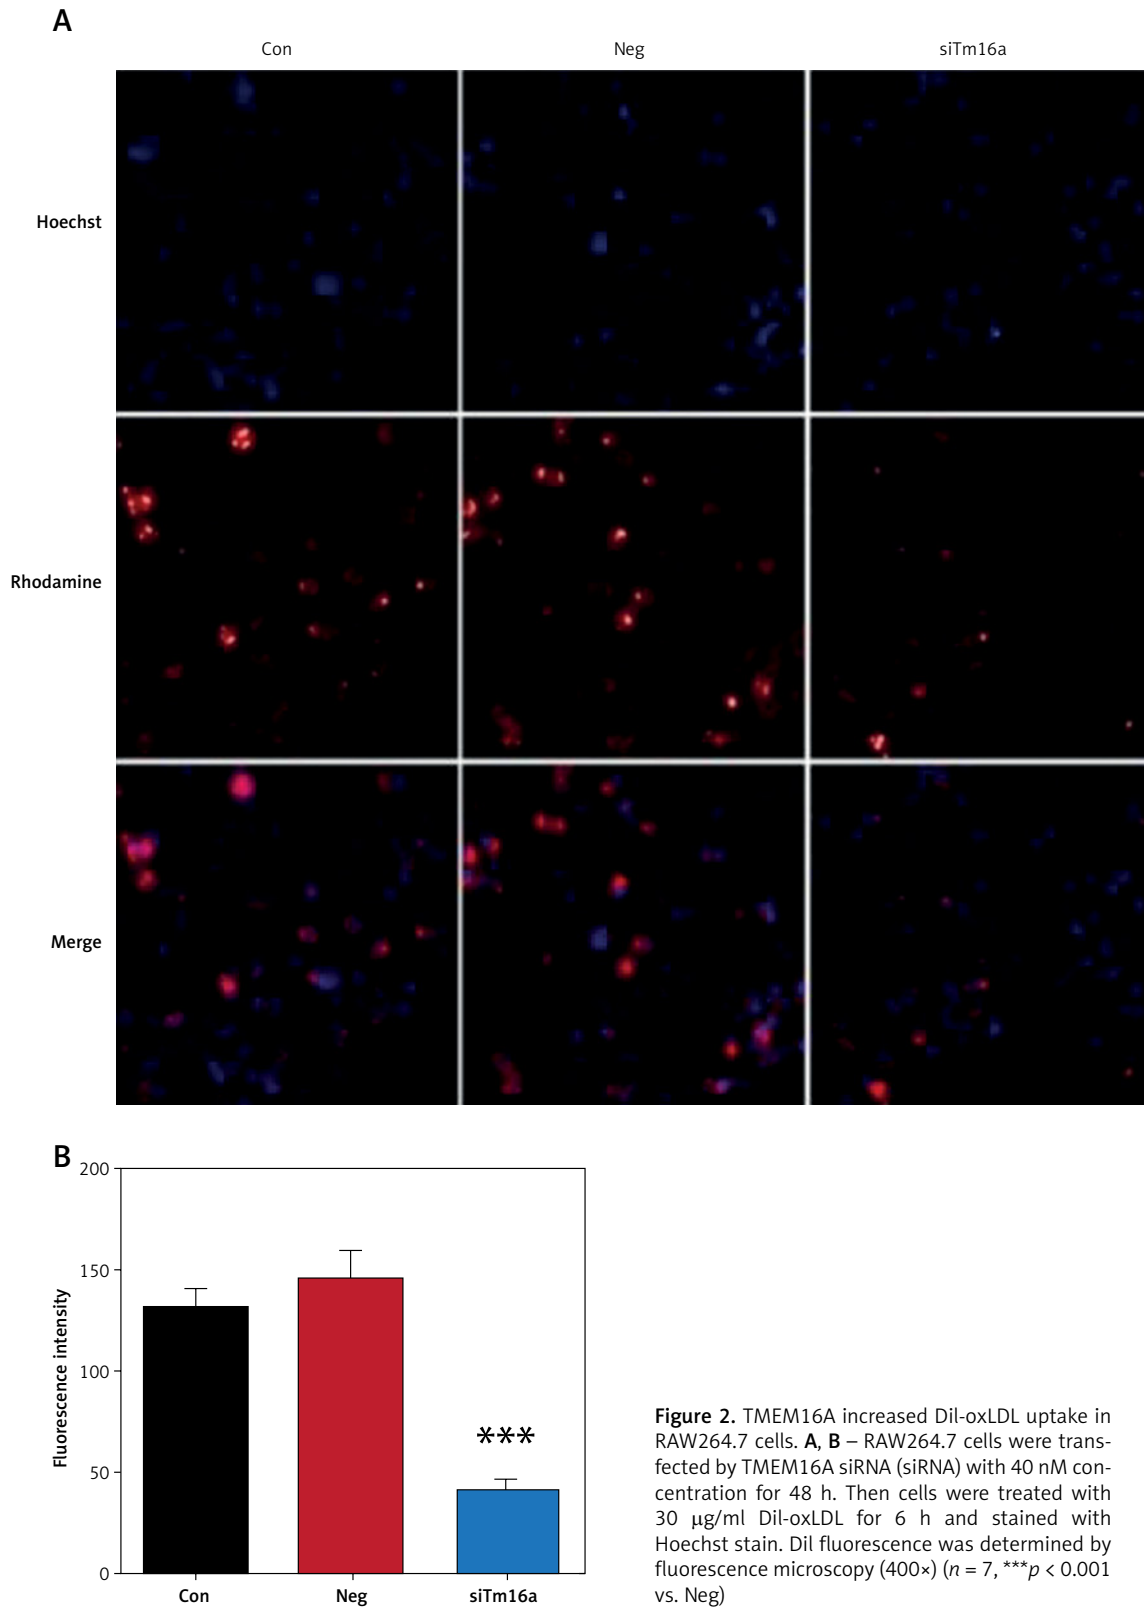 A
Con Neg siTm16a
Hoechst
Rhodamine
Merge
B
200
150
100
50
0
Fluorescence intensity
***
Con Neg siTm16a
Figure 2. TMEM16A increased Dil-oxLDL uptake in
RAW264.7 cells. A, B – RAW264.7 cells were trans-
fected by TMEM16A siRNA (siRNA) with 40 nM con-
centration for 48 h. Then cells were treated with
30 μg/ml Dil-oxLDL for 6 h and stained with
Hoechst stain. Dil fluorescence was determined by
fluorescence microscopy (400×) (n = 7, ***p < 0.001
vs. Neg)